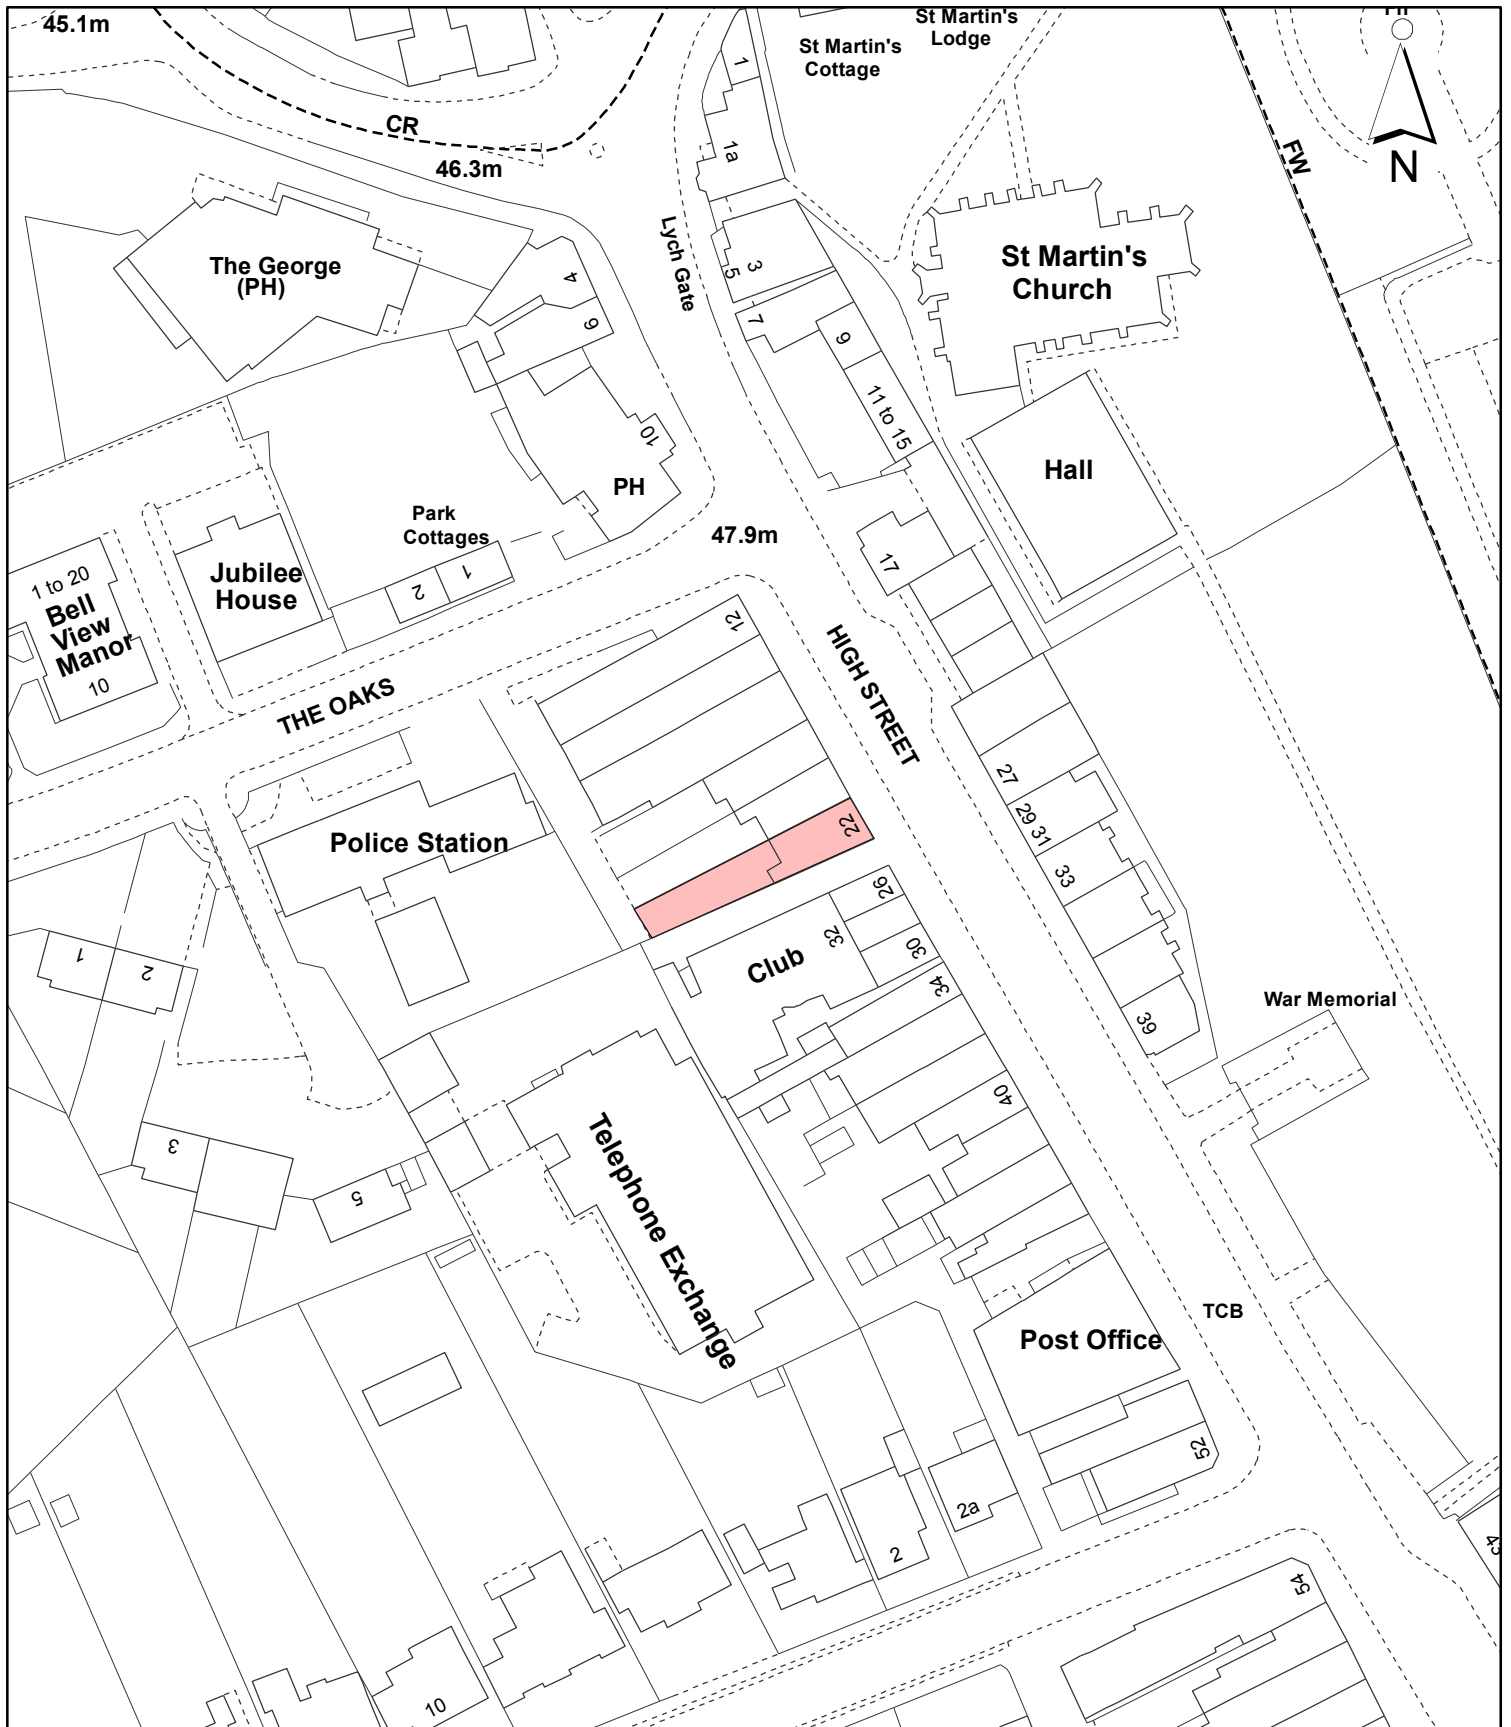 45.1m
St Martin's
Lodge
St Martin's
Cottage
1
CR
1a
46.3m
FW
N
Lych Gate
The George
(PH)
4
6
3
5
7
9
St Martin's
Church
11 to 15
10
PH
Hall
Park
Cottages
47.9m
1 to 20
Bell
View
Manor
10
Jubilee
House
2
1
17
12
HIGH STREET
THE OAKS
27
29 31
33
22
Police Station
26
32
30
Club
34
1
2
39
War Memorial
40
3
5
Telephone Exchange
TCB
Post Office
52
2a
2
54
10